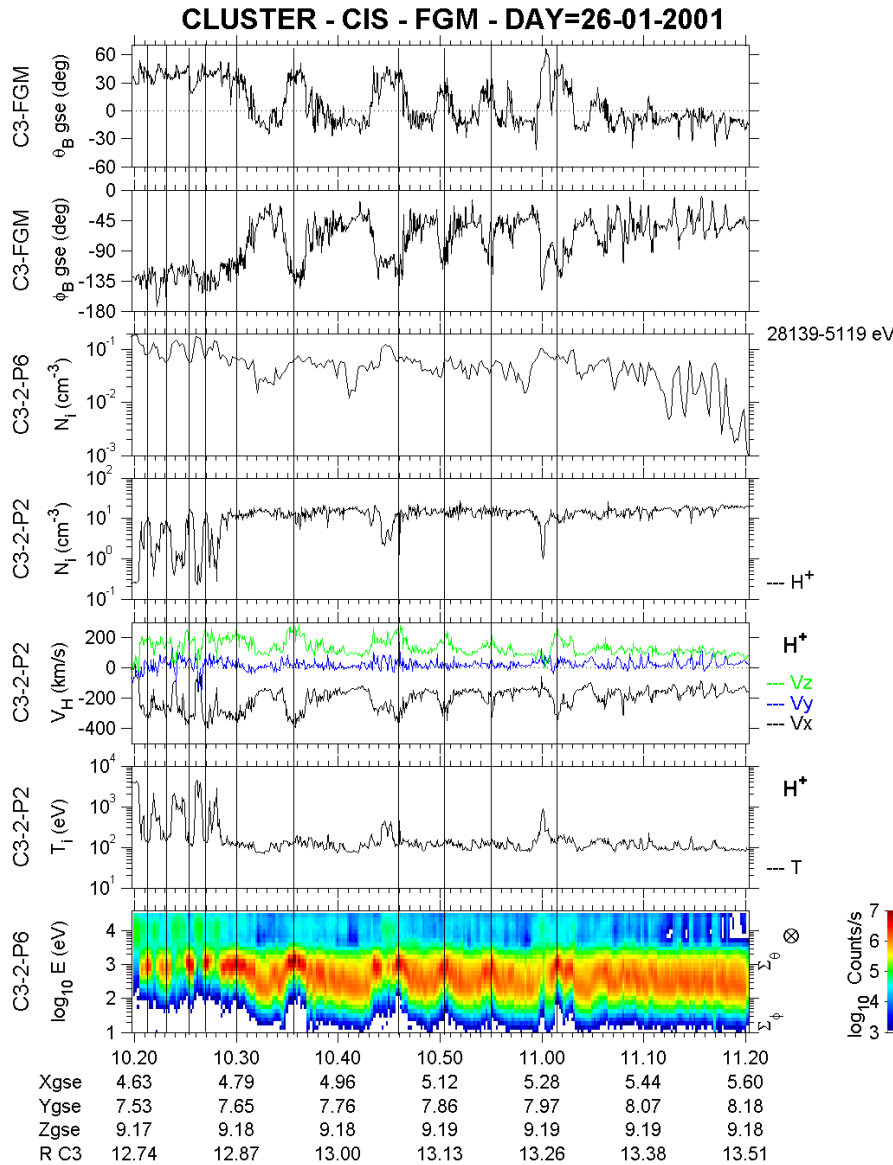 CLUSTER - CIS - FGM - DAY=26-01-2001
C3-FGM
θB gse (deg)
60
30
0
-30
-60
C3-FGM
ϕB gse (deg)
0
-45
-90
-135
-180
C3-2-P6
Ni (cm-3)
10-1
10-2
10-3
28139-5119 eV
C3-2-P2
Ni (cm-3)
102
101
100
10-1
--- H+
C3-2-P2
VH (km/s)
200
0
-200
-400
H+
--- Vz
--- Vy
--- Vx
C3-2-P2
Ti (eV)
104
103
102
101
H+
--- T
C3-2-P6
log10 E (eV)
4
3
2
1
⊗
Σθ
Σϕ
7
6
5
4
3
log10 Counts/s
10.20 10.30 10.40 10.50 11.00 11.10 11.20
Xgse 4.63 4.79 4.96 5.12 5.28 5.44 5.60
Ygse 7.53 7.65 7.76 7.86 7.97 8.07 8.18
Zgse 9.17 9.18 9.18 9.19 9.19 9.19 9.18
R C3 12.74 12.87 13.00 13.13 13.26 13.38 13.51